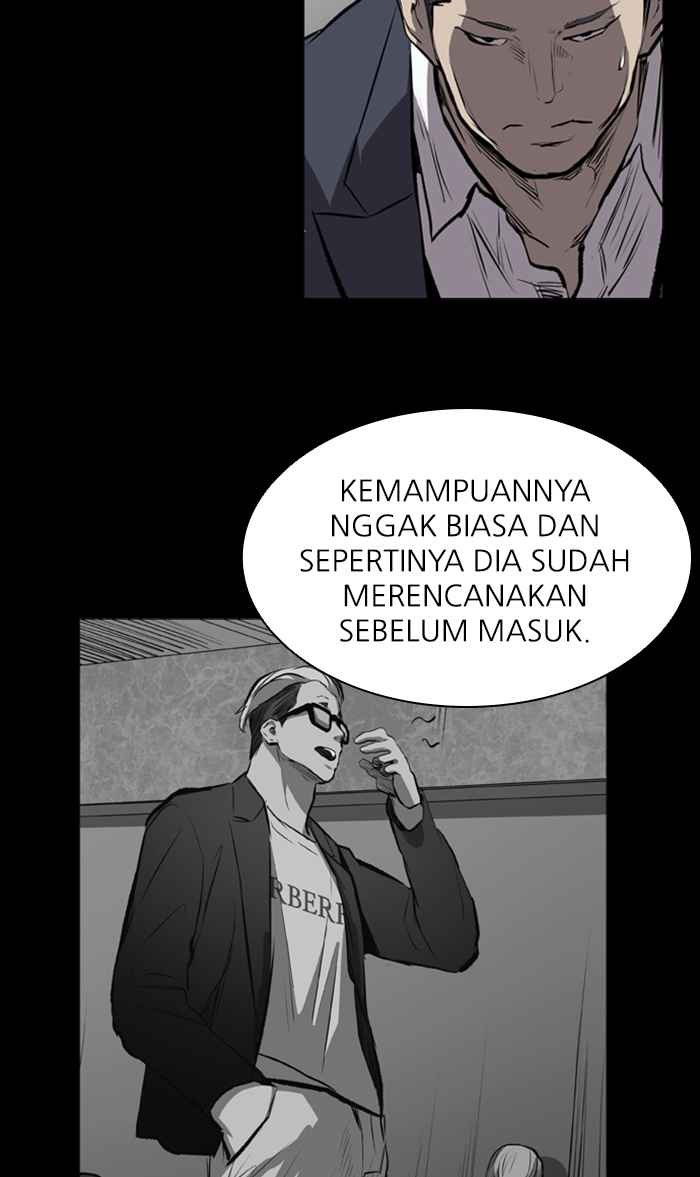 KEMAMPUANNYA
NGGAK BIASA DAN
SEPERTINYA DIA SUDAH
MERENCANAKAN
SEBELUM MASUK.
RBERR